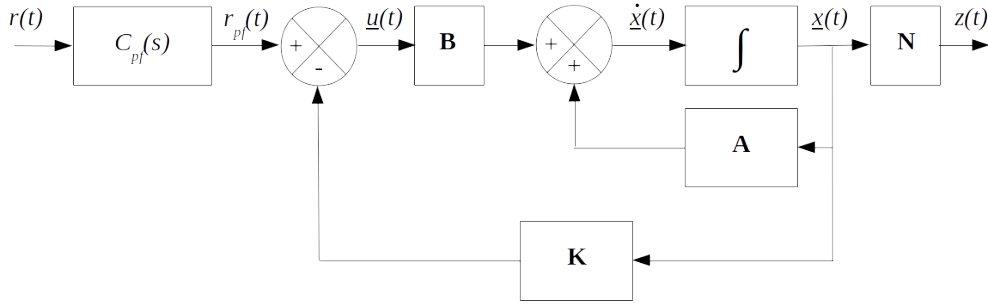 r(t)
C_pf(s)
r_pf(t)
+
-
u(t)
B
+
+
ẋ(t)
∫
x(t)
N
z(t)
A
K